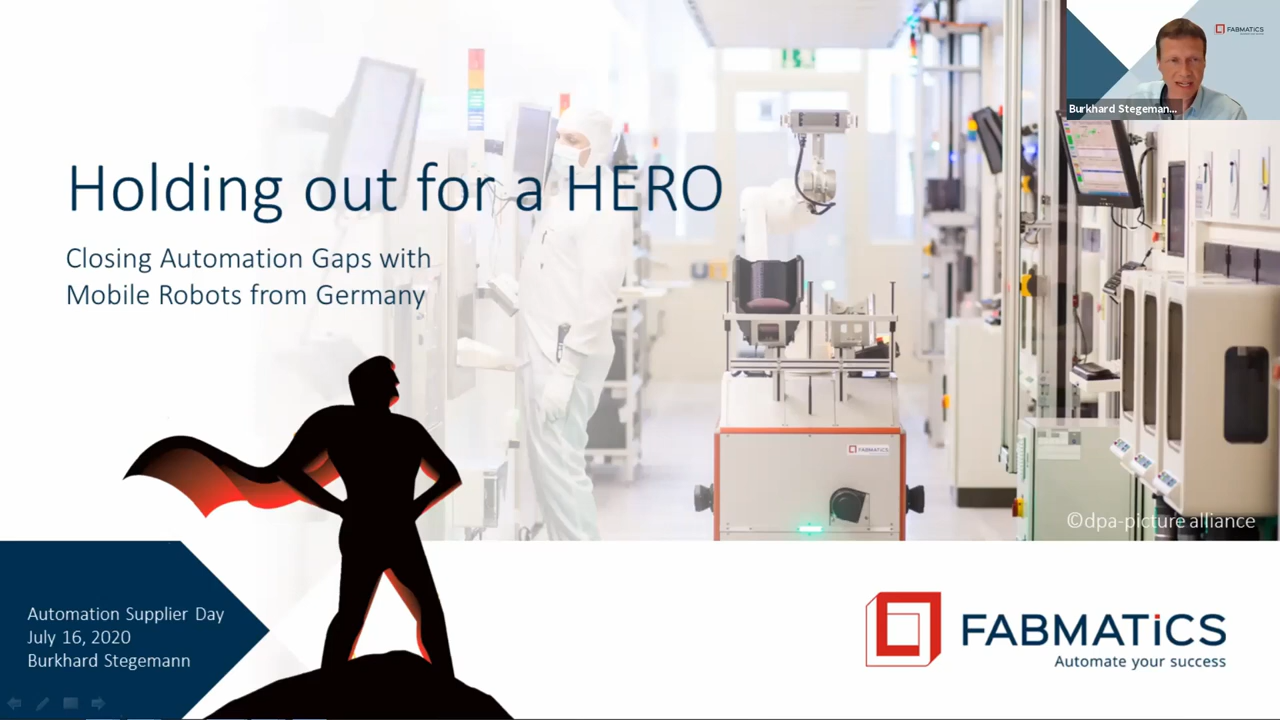 FABMATICS
Burkhard Stegeman...
Holding out for a HERO
Closing Automation Gaps with
Mobile Robots from Germany
FABMATICS
©dpa-picture alliance
Automation Supplier Day
July 16, 2020
Burkhard Stegemann
FABMATiCS
Automate your success